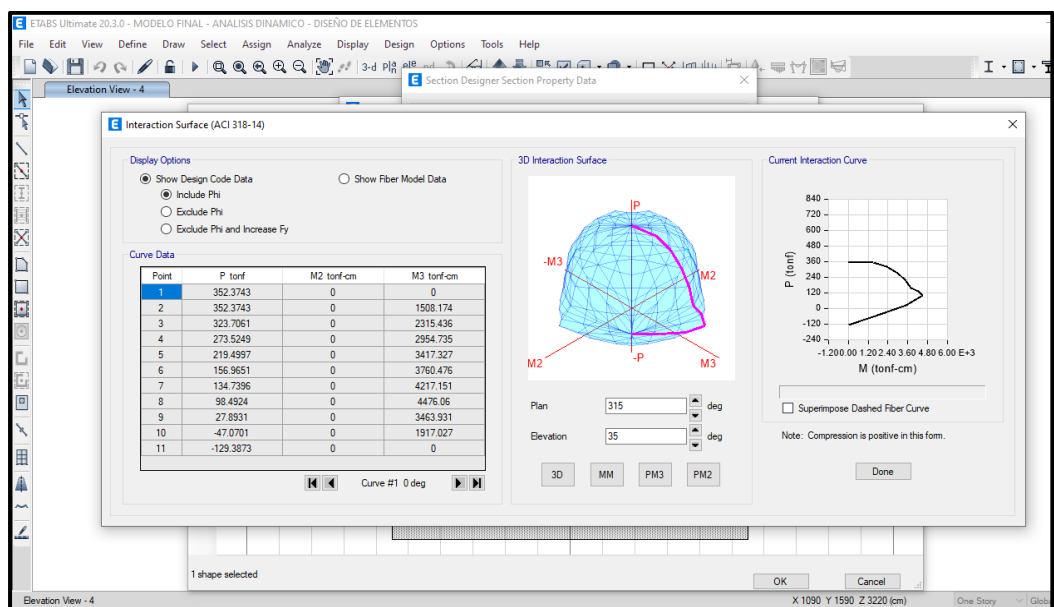 ETABS Ultimate 20.3.0 - MODELO FINAL - ANALISIS DINAMICO - DISEÑO DE ELEMENTOS
File Edit View Define Draw Select Assign Analyze Display Design Options Tools Help
3-d
Elevation View - 4
Section Designer Section Property Data
Interaction Surface (ACI 318-14)
Display Options
Show Design Code Data
Show Fiber Model Data
Include Phi
Exclude Phi
Exclude Phi and Increase Fy
Curve Data
Point P tonf M2 tonf-cm M3 tonf-cm
1 352.3743 0 0
2 352.3743 0 1508.174
3 323.7061 0 2315.436
4 273.5249 0 2954.735
5 219.4997 0 3417.327
6 156.9651 0 3760.476
7 134.7396 0 4217.151
8 98.4924 0 4476.06
9 27.8931 0 3463.931
10 -47.0701 0 1917.027
11 -129.3873 0 0
Curve #1 0 deg
3D Interaction Surface
P
-M3
M2
M2
-P
M3
Plan 315 deg
Elevation 35 deg
3D MM PM3 PM2
Current Interaction Curve
840
720
600
480
360
240
120
0
-120
-240
P (tonf)
-1.200.00 1.202.40 3.60 4.80 6.00 E+3
M (tonf-cm)
Superimpose Dashed Fiber Curve
Note: Compression is positive in this form.
Done
1 shape selected
OK Cancel
Elevation View - 4
X 1090 Y 1590 Z 3220 (cm)
One Story